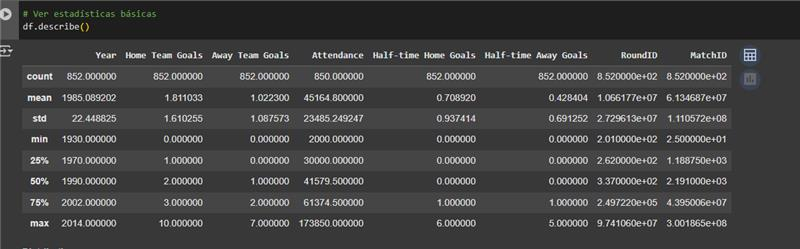 # Ver estadísticas básicas
df.describe()
Year Home Team Goals Away Team Goals Attendance Half-time Home Goals Half-time Away Goals RoundID MatchID
count 852.000000 852.000000 852.000000 850.000000 852.000000 852.000000 8.520000e+02 8.520000e+02
mean 1985.089202 1.811033 1.022300 45164.800000 0.708920 0.428404 1.066177e+07 6.134687e+07
std 22.448825 1.610255 1.087573 23485.249247 0.937414 0.691252 2.729613e+07 1.110572e+08
min 1930.000000 0.000000 0.000000 2000.000000 0.000000 0.000000 2.010000e+02 2.500000e+01
25% 1970.000000 1.000000 0.000000 30000.000000 0.000000 0.000000 2.620000e+02 1.188750e+03
50% 1990.000000 2.000000 1.000000 41579.500000 0.000000 0.000000 3.370000e+02 2.191000e+03
75% 2002.000000 3.000000 2.000000 61374.500000 1.000000 1.000000 2.497220e+05 4.395006e+07
max 2014.000000 10.000000 7.000000 173850.000000 6.000000 5.000000 9.741060e+07 3.001865e+08